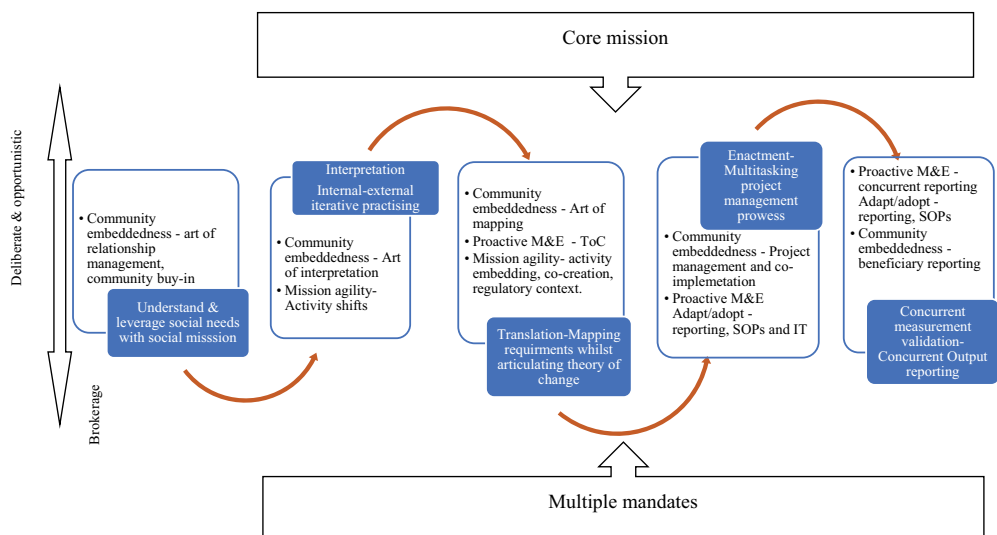 Core mission
Deliberate & opportunistic
Brokerage
• Community
embeddedness - art of
relationship
management,
community buy-in
Understand &
leverage social needs
with social misssion
Interpretation
Internal-external
iterative practising
• Community
embeddedness - Art
of interpretation
• Mission agility-
Activity shifts
• Community
embeddedness - Art of
mapping
• Proactive M&E  - ToC
• Mission agility- activity
embedding, co-creation,
regulatory context.
Translation-Mapping
requirments whilst
articulating theory of
change
Enactment-
Multitasking
project
management
prowess
• Community
embeddedness - Project
management and co-
implemetation
• Proactive M&E
Adapt/adopt -
reporting, SOPs and IT
• Proactive M&E -
concurrent reporting
Adapt/adopt -
reporting, SOPs
• Community
embeddedness -
beneficiary reporting
Concurrent
measurement
validation-
Concurrent Output
reporting
Multiple mandates